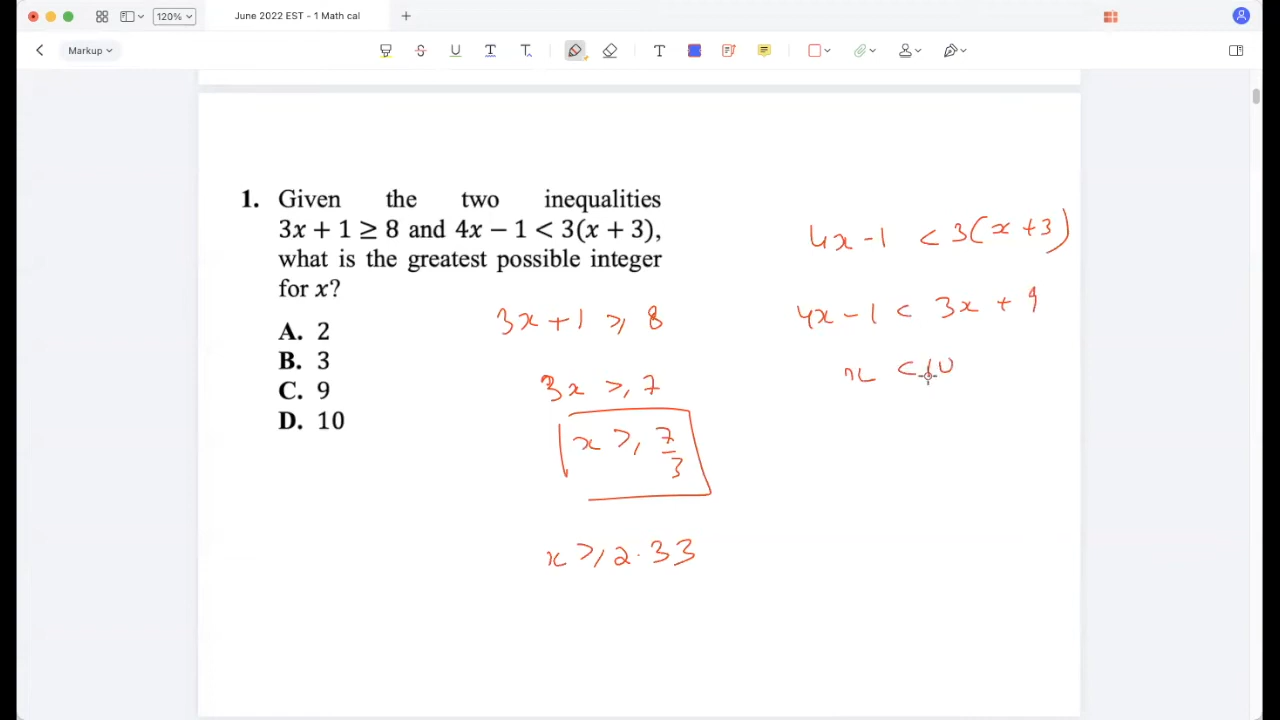 120%
June 2022 EST - 1 Math cal
Markup
1. Given the two inequalities
3x + 1 ≥ 8 and 4x − 1 < 3(x + 3),
what is the greatest possible integer
for x?
A. 2
B. 3
C. 9
D. 10
3x + 1 ≥ 8
3x ≥ 7
x ≥ 7/3
x ≥ 2.33
4x - 1 < 3(x + 3)
4x - 1 < 3x + 9
x < 10